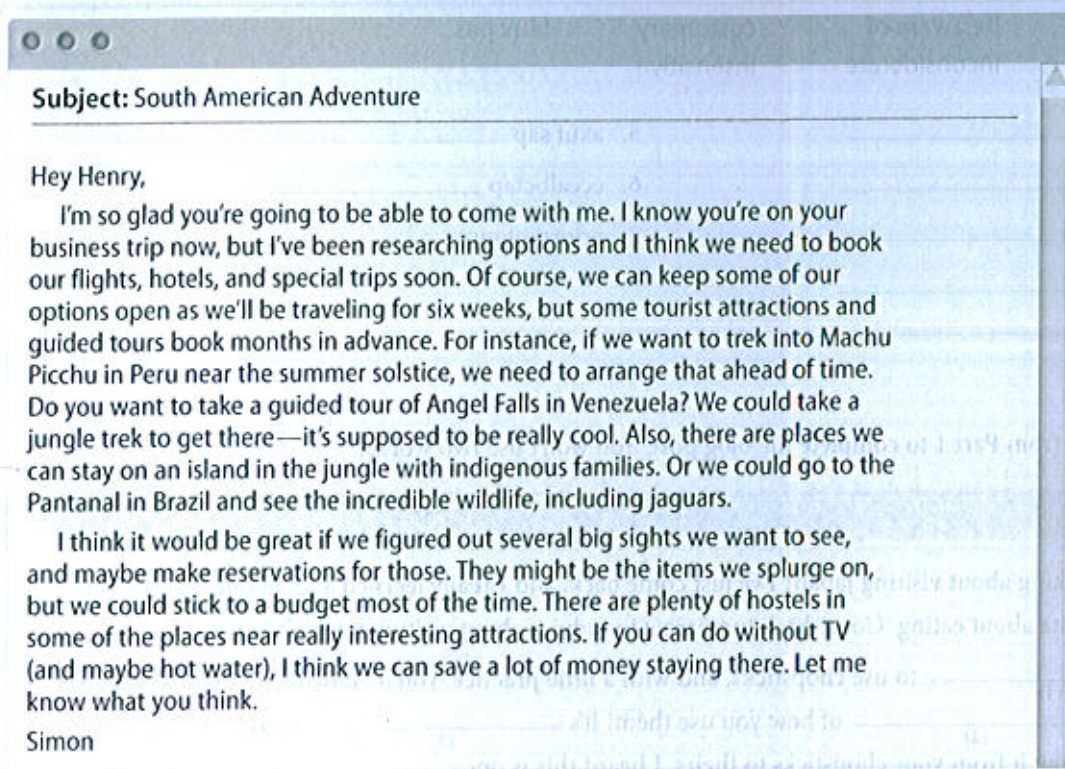 Subject: South American Adventure
Hey Henry,
I'm so glad you're going to be able to come with me. I know you're on your
business trip now, but I've been researching options and I think we need to book
our flights, hotels, and special trips soon. Of course, we can keep some of our
options open as we'll be traveling for six weeks, but some tourist attractions and
guided tours book months in advance. For instance, if we want to trek into Machu
Picchu in Peru near the summer solstice, we need to arrange that ahead of time.
Do you want to take a guided tour of Angel Falls in Venezuela? We could take a
jungle trek to get there—it's supposed to be really cool. Also, there are places we
can stay on an island in the jungle with indigenous families. Or we could go to the
Pantanal in Brazil and see the incredible wildlife, including jaguars.
I think it would be great if we figured out several big sights we want to see,
and maybe make reservations for those. They might be the items we splurge on,
but we could stick to a budget most of the time. There are plenty of hostels in
some of the places near really interesting attractions. If you can do without TV
(and maybe hot water), I think we can save a lot of money staying there. Let me
know what you think.
Simon